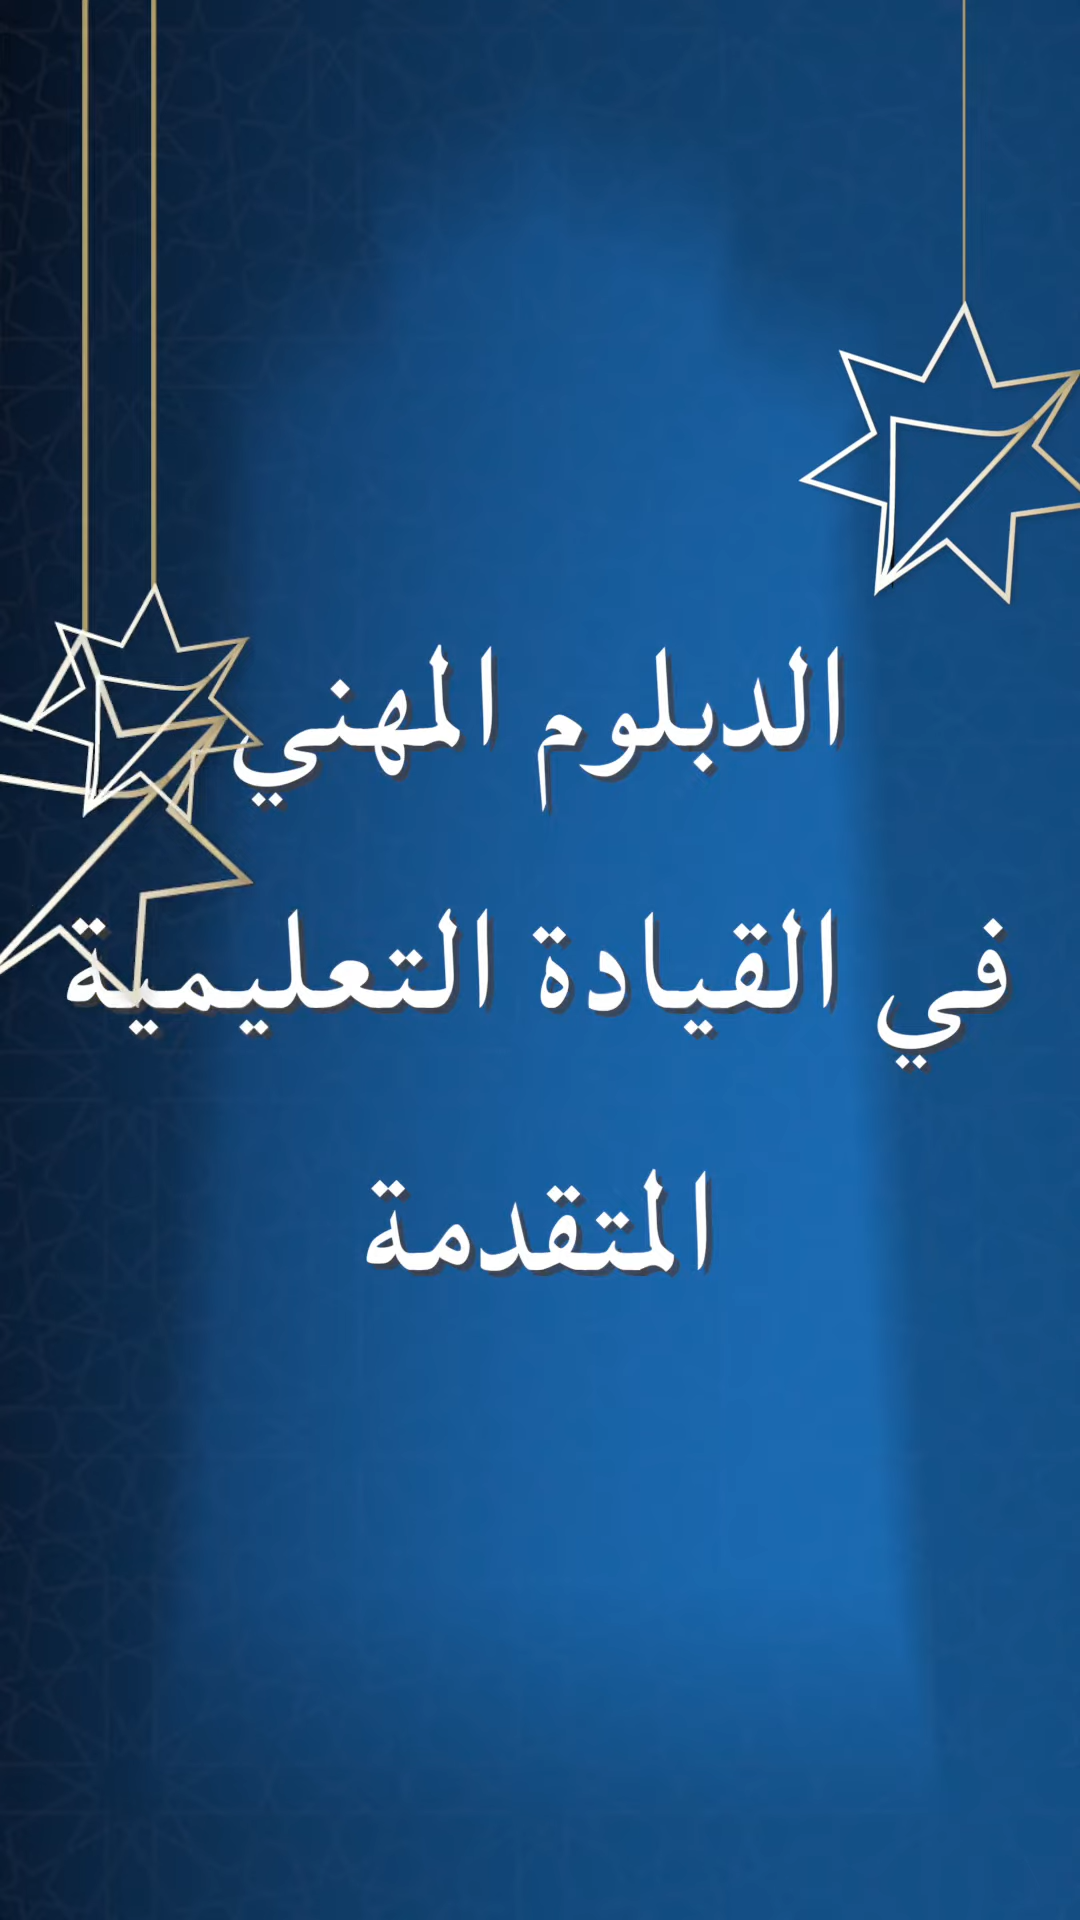 الدبلوم المهني
في القيادة التعليمية
المتقدمة